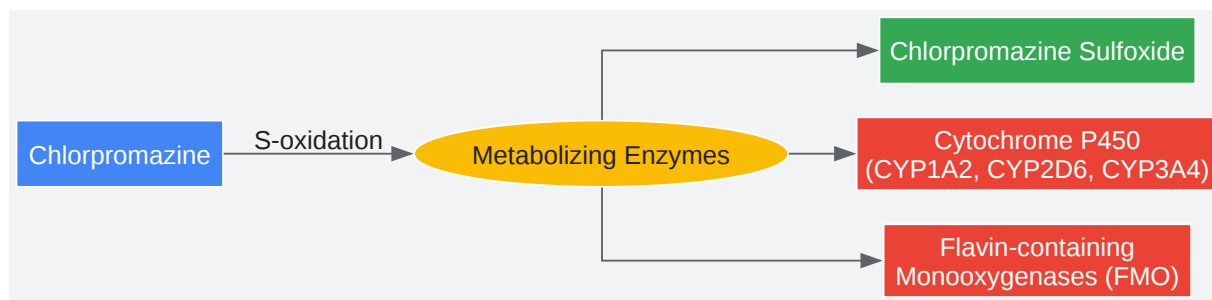 Chlorpromazine Sulfoxide
Chlorpromazine
S-oxidation
Metabolizing Enzymes
Cytochrome P450
(CYP1A2, CYP2D6, CYP3A4)
Flavin-containing
Monooxygenases (FMO)